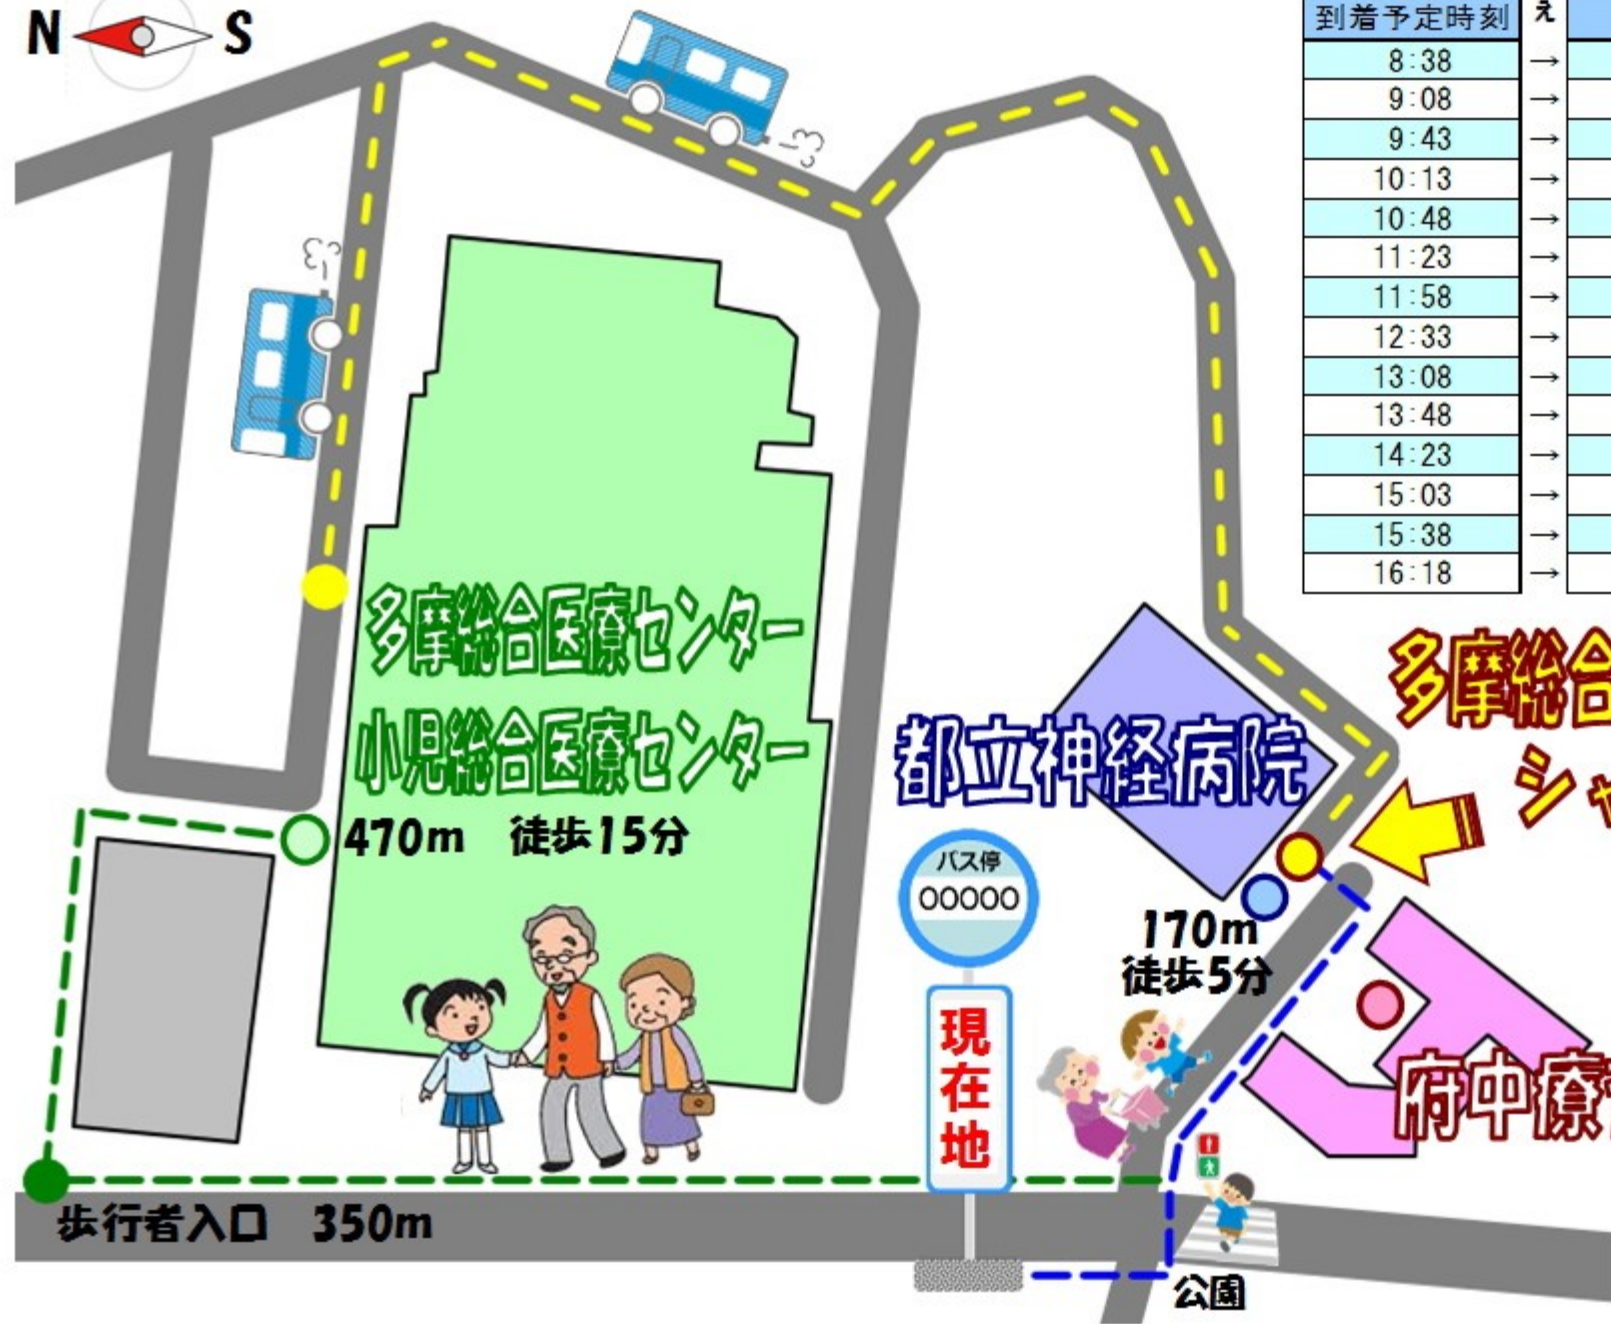 N S
到着予定時刻
え
8:38 →
9:08 →
9:43 →
10:13 →
10:48 →
11:23 →
11:58 →
12:33 →
13:08 →
13:48 →
14:23 →
15:03 →
15:38 →
16:18 →
多摩総合医療センター
小児総合医療センター
470m 徒歩15分
多摩総合
シャ
都立神経病院
バス停
00000
現在地
170m
徒歩5分
府中療
歩行者入口 350m
公園